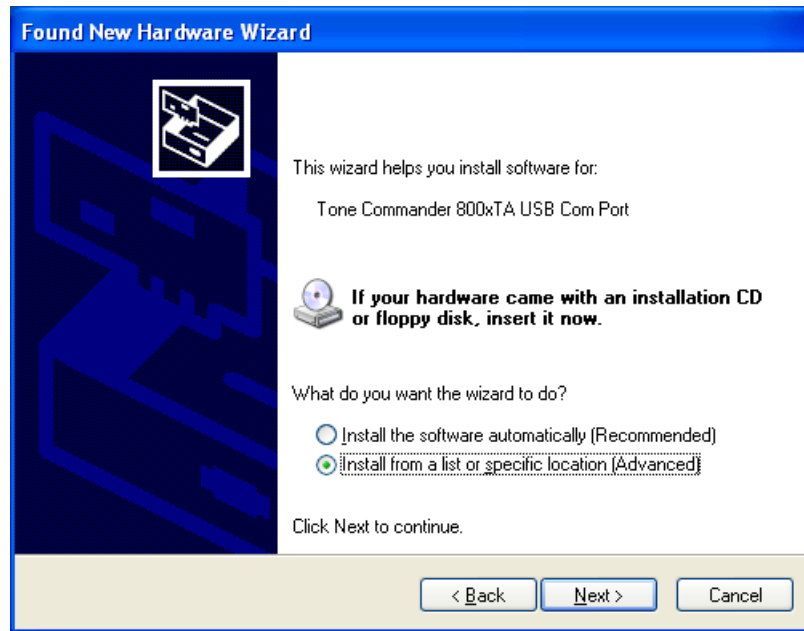 Found New Hardware Wizard
This wizard helps you install software for:
Tone Commander 800xTA USB Com Port
If your hardware came with an installation CD
or floppy disk, insert it now.
What do you want the wizard to do?
Install the software automatically (Recommended)
Install from a list or specific location (Advanced)
Click Next to continue.
< Back
Next >
Cancel